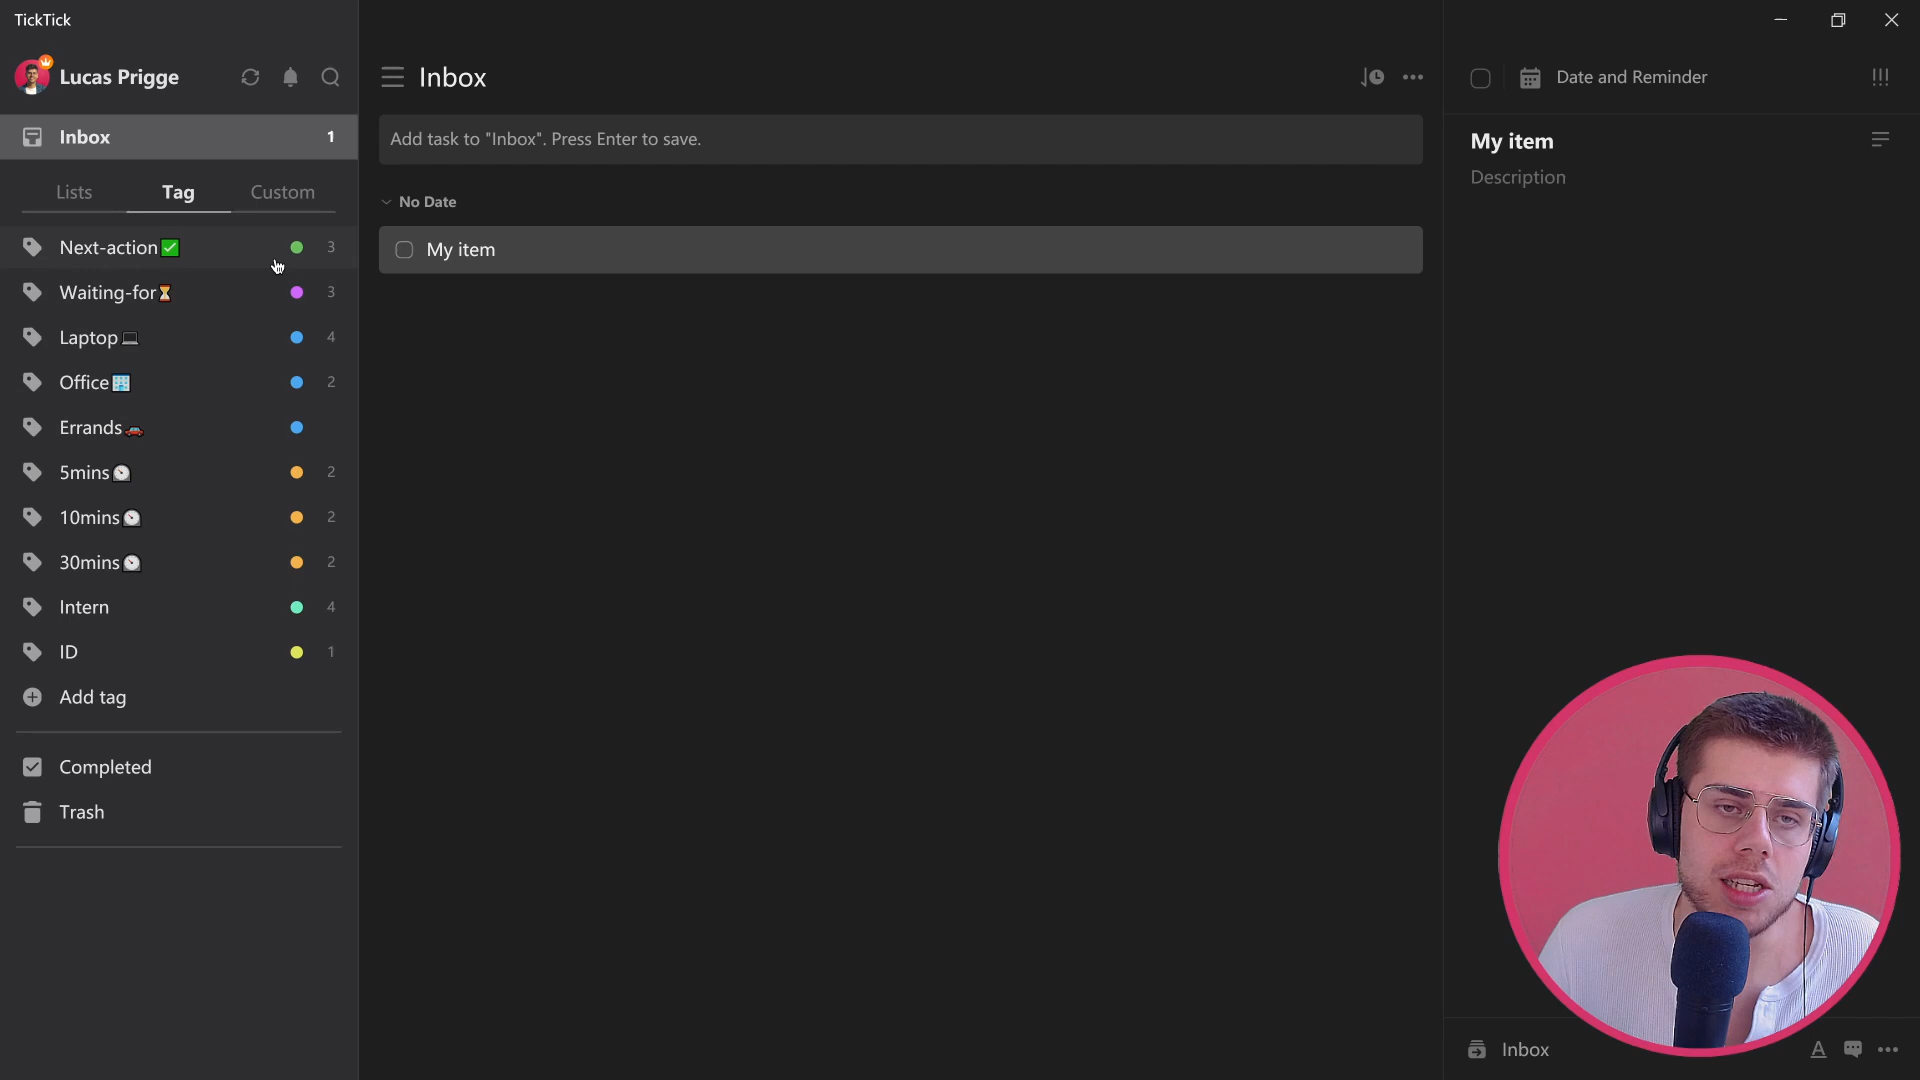 TickTick
Lucas Prigge
Inbox 1
Lists Tag Custom
Next-action✅ 3
Waiting-for⏳ 3
Laptop💻 4
Office🏢 2
Errands🚗
5mins⏲️ 2
10mins⏲️ 2
30mins⏲️ 2
Intern 4
ID 1
Add tag
Completed
Trash
Inbox
Add task to "Inbox". Press Enter to save.
No Date
My item
Date and Reminder
My item
Description
Inbox